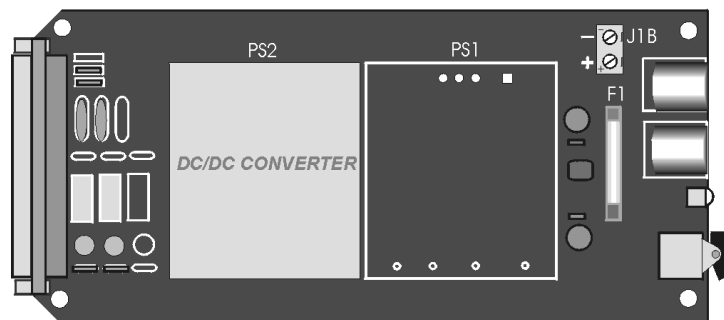 PS2
PS1
− J1B
+
F1
DC/DC CONVERTER